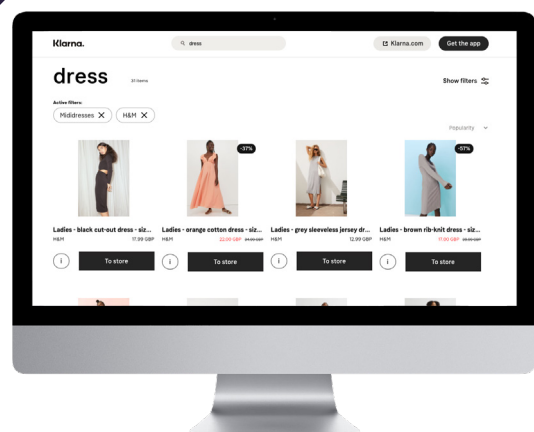 Klarna.
dress
Klarna.com
Get the app
dress
31 items
Show filters
Active filters:
Mididresses X
H&M X
Popularity
-37%
-57%
Ladies - black cut-out dress - siz...
H&M 17.99 GBP
To store
Ladies - orange cotton dress - siz...
H&M 22.00 GBP
To store
Ladies - grey sleeveless jersey dr...
H&M 12.99 GBP
To store
Ladies - brown rib-knit dress - siz...
H&M 17.00 GBP
To store